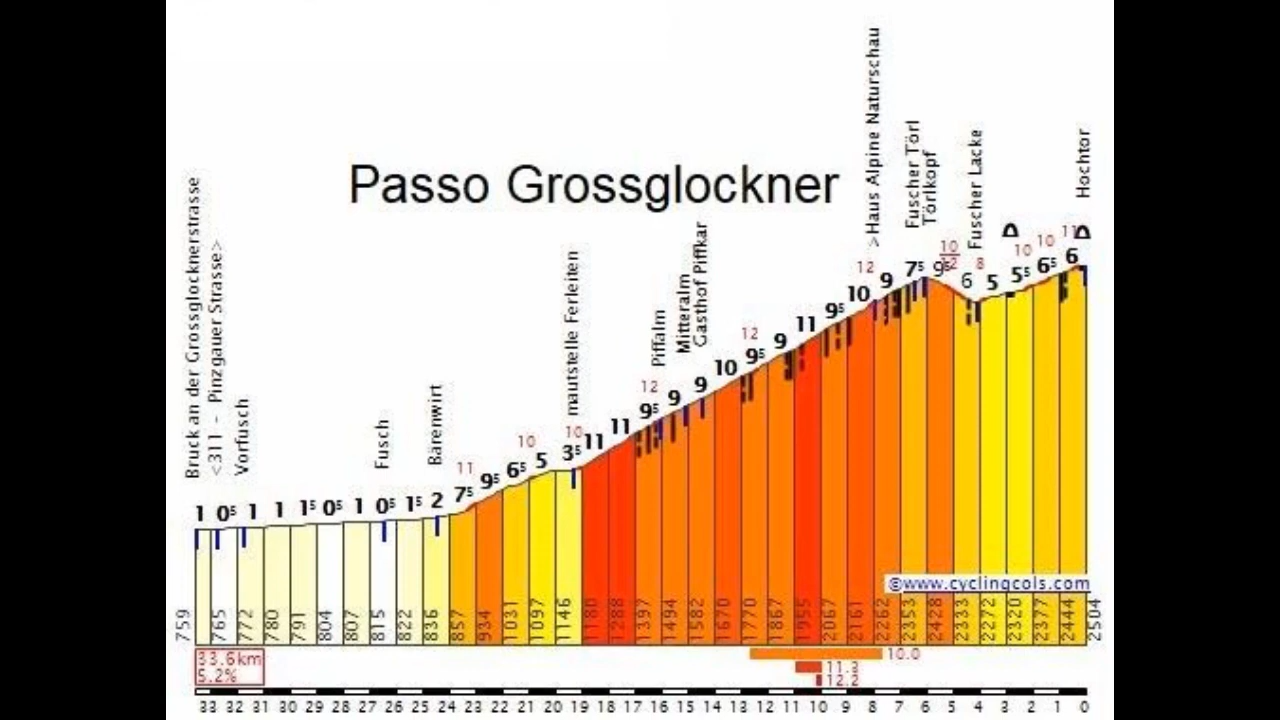 Passo Grossglockner
Bruck an der Grossglocknerstrasse
<311 - Pinzgauer Strasse>
Vorfusch
Fusch
Bärenwirt
mautstelle Ferleiten
Piffalm
Mitteralm
Gasthof Piffkar
>Haus Alpine Naturschau
Fuscher Törl
Törlkopf
Fuscher Lacke
Hochtor
11 10 10 12 12 12 10 12 8 10 10 11
1 0⁵ 1 1 1⁵ 0⁵ 1 0⁵ 1⁵ 2 7⁵ 9⁵ 6⁵ 5 3⁵ 11 11 9⁵ 9 9 10 9⁵ 9 11 9⁵ 10 9 7⁵ 9⁵ 6 5 5⁵ 6⁵ 6
©www.cyclingcols.com
759 765 772 780 791 804 807 815 822 836 857 934 1031 1097 1146 1180 1288 1397 1494 1582 1670 1770 1867 1955 2067 2161 2262 2353 2428 2333 2272 2320 2377 2444 2504
33.6km
5.2%
10.0
11.3
12.2
33 32 31 30 29 28 27 26 25 24 23 22 21 20 19 18 17 16 15 14 13 12 11 10 9 8 7 6 5 4 3 2 1 0